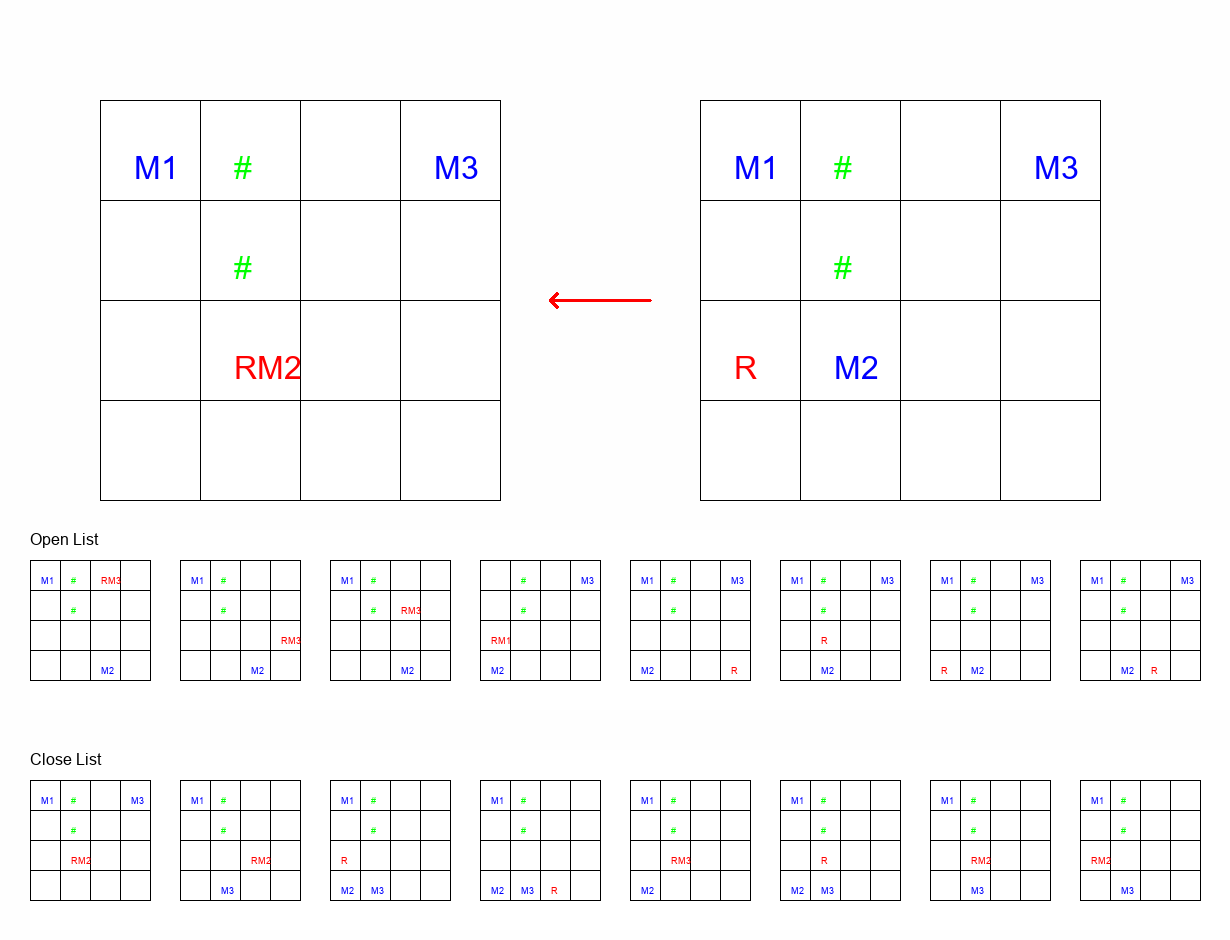 M1 # M3 M1 # M3
# #
RM2 R M2
Open List
M1 # RM3 M1 # M1 # # M3 M1 # M3 M1 # M3 M1 # M3 M1 # M3
# # # RM3 # # # # #
RM3 RM1 R
M2 M2 M2 M2 M2 R M2 R M2 M2 R
Close List
M1 # M3 M1 # M1 # M1 # M1 # M1 # M1 # M1 #
# # # # # # # #
RM2 RM2 R RM3 R RM2 RM2
M3 M2 M3 M2 M3 R M2 M2 M3 M3 M3